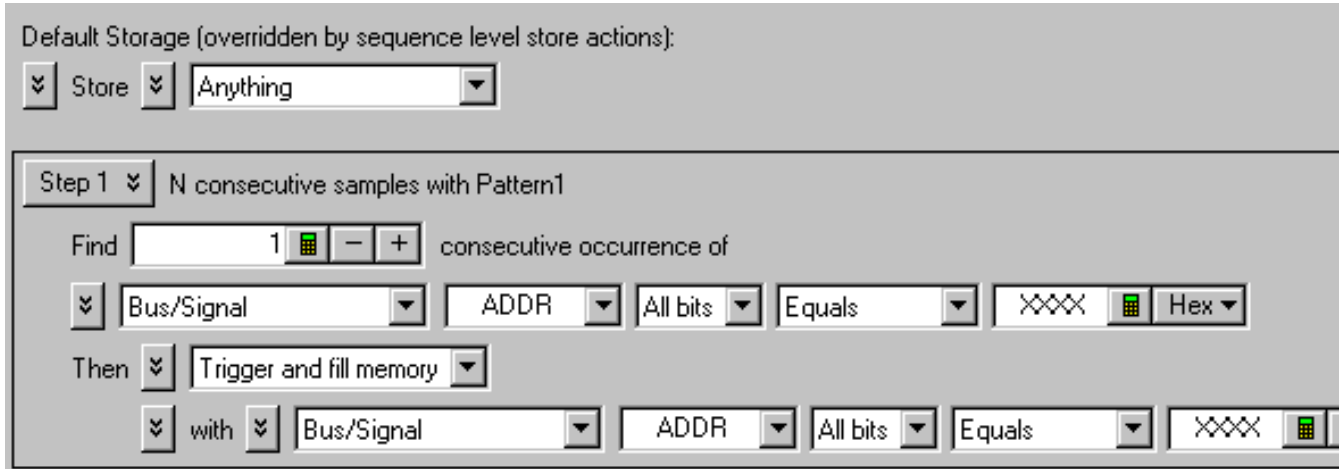 Default Storage (overridden by sequence level store actions):
Store Anything
Step 1 N consecutive samples with Pattern1
Find 1 - + consecutive occurrence of
Bus/Signal ADDR All bits Equals XXXX Hex
Then Trigger and fill memory
with Bus/Signal ADDR All bits Equals XXXX